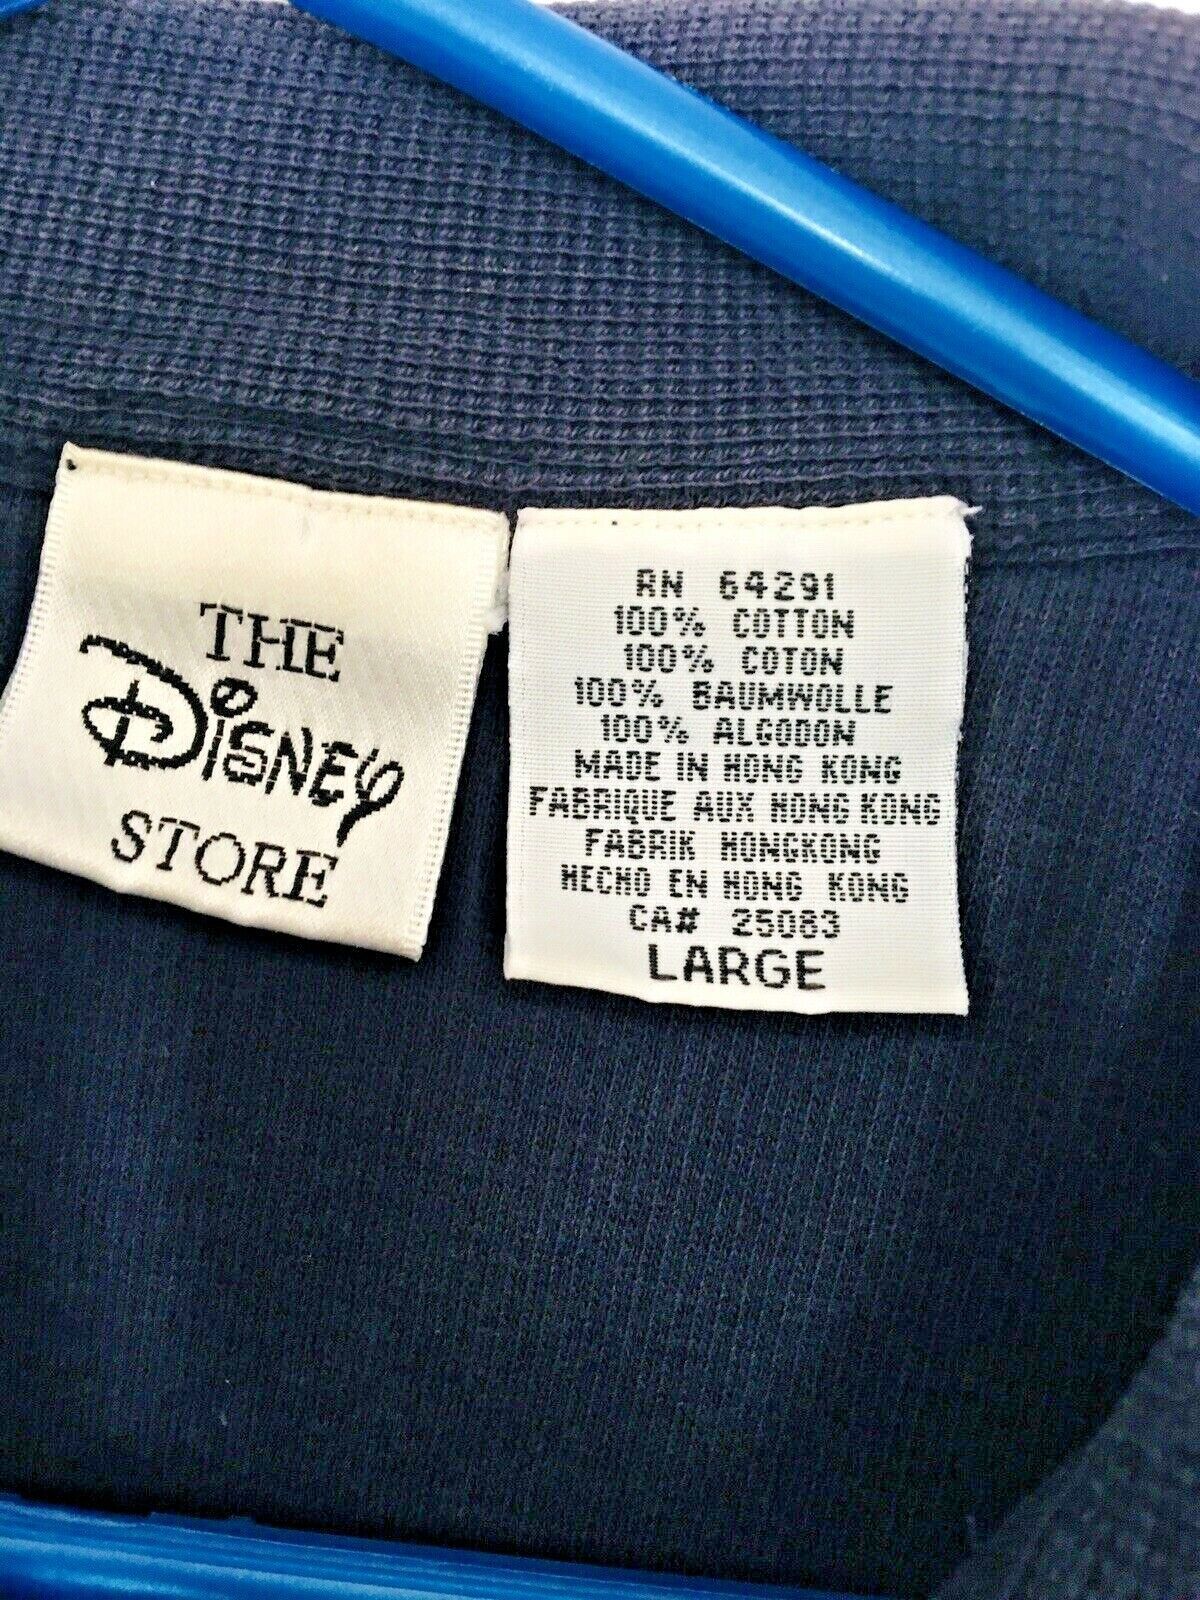 THE
DISNEY
STORE
RN 64291
100% COTTON
100% COTON
100% BAUMWOLLE
100% ALGODON
MADE IN HONG KONG
FABRIQUE AUX HONG KONG
FABRIK HONGKONG
HECHO EN HONG KONG
CA# 25083
LARGE